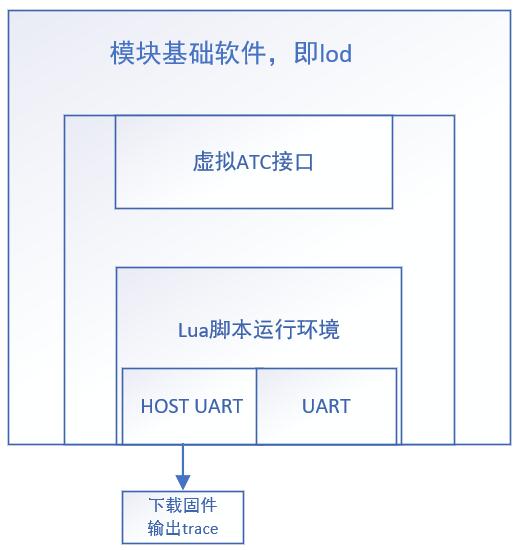 模块基础软件，即lod
虚拟ATC接口
Lua脚本运行环境
HOST UART
UART
下载固件
输出trace